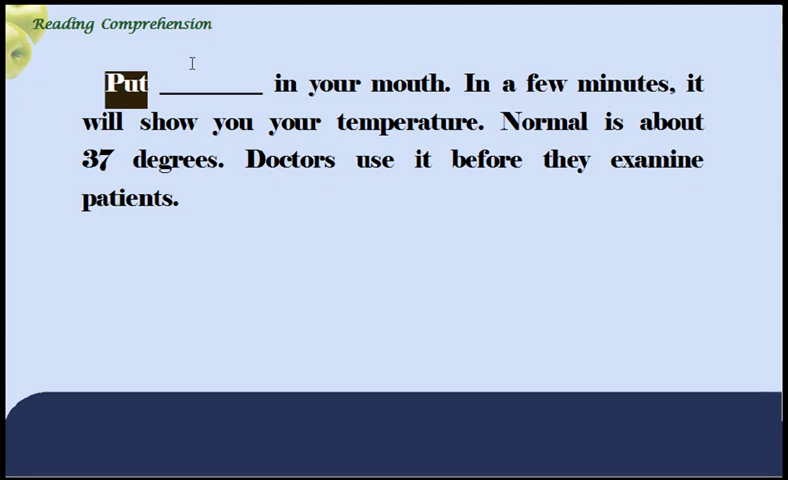 Reading Comprehension
Put _________ in your mouth. In a few minutes, it
will show you your temperature. Normal is about
37 degrees. Doctors use it before they examine
patients.